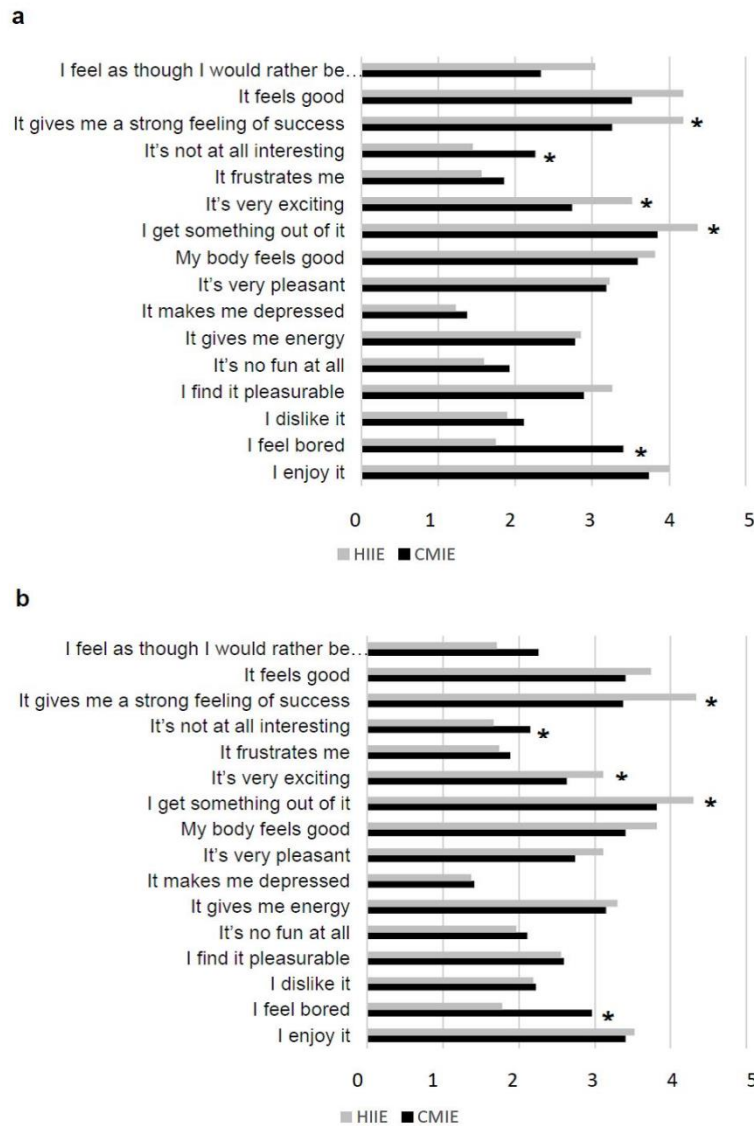 a
I feel as though I would rather be…
It feels good
It gives me a strong feeling of success
*
It's not at all interesting
*
It frustrates me
It's very exciting
*
I get something out of it
*
My body feels good
It's very pleasant
It makes me depressed
It gives me energy
It's no fun at all
I find it pleasurable
I dislike it
I feel bored
*
I enjoy it
0 1 2 3 4 5
HIIE CMIE
b
I feel as though I would rather be…
It feels good
It gives me a strong feeling of success
*
It's not at all interesting
*
It frustrates me
It's very exciting
*
I get something out of it
*
My body feels good
It's very pleasant
It makes me depressed
It gives me energy
It's no fun at all
I find it pleasurable
I dislike it
I feel bored
*
I enjoy it
0 1 2 3 4 5
HIIE CMIE